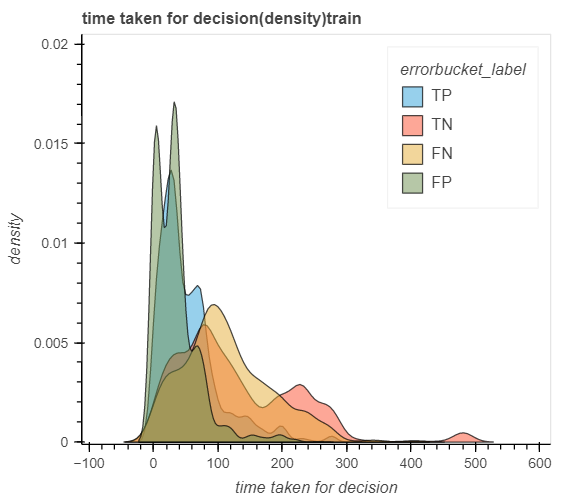 time taken for decision(density)train
0.02
0.015
0.01
0.005
0
density
errorbucket_label
TP
TN
FN
FP
−100 0 100 200 300 400 500 600
time taken for decision